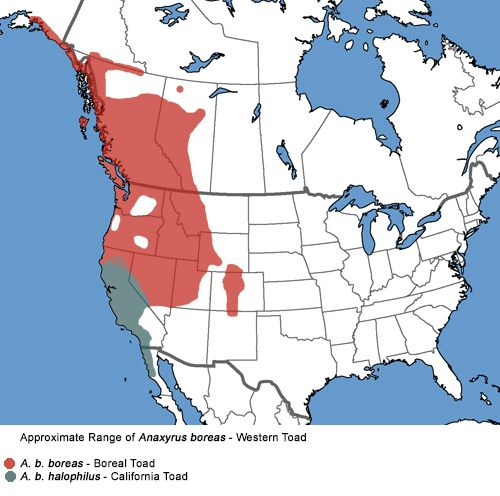 Approximate Range of Anaxyrus boreas - Western Toad
A. b. boreas - Boreal Toad
A. b. halophilus - California Toad